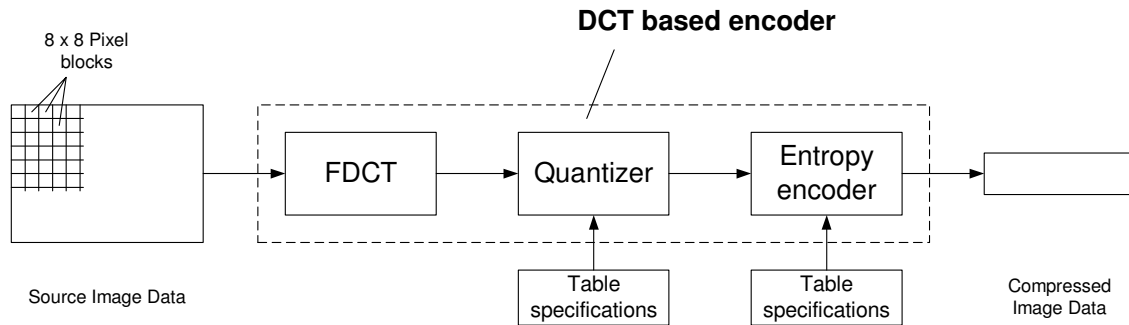 DCT based encoder
8 x 8 Pixel
blocks
FDCT
Quantizer
Entropy
encoder
Table
specifications
Table
specifications
Source Image Data
Compressed
Image Data